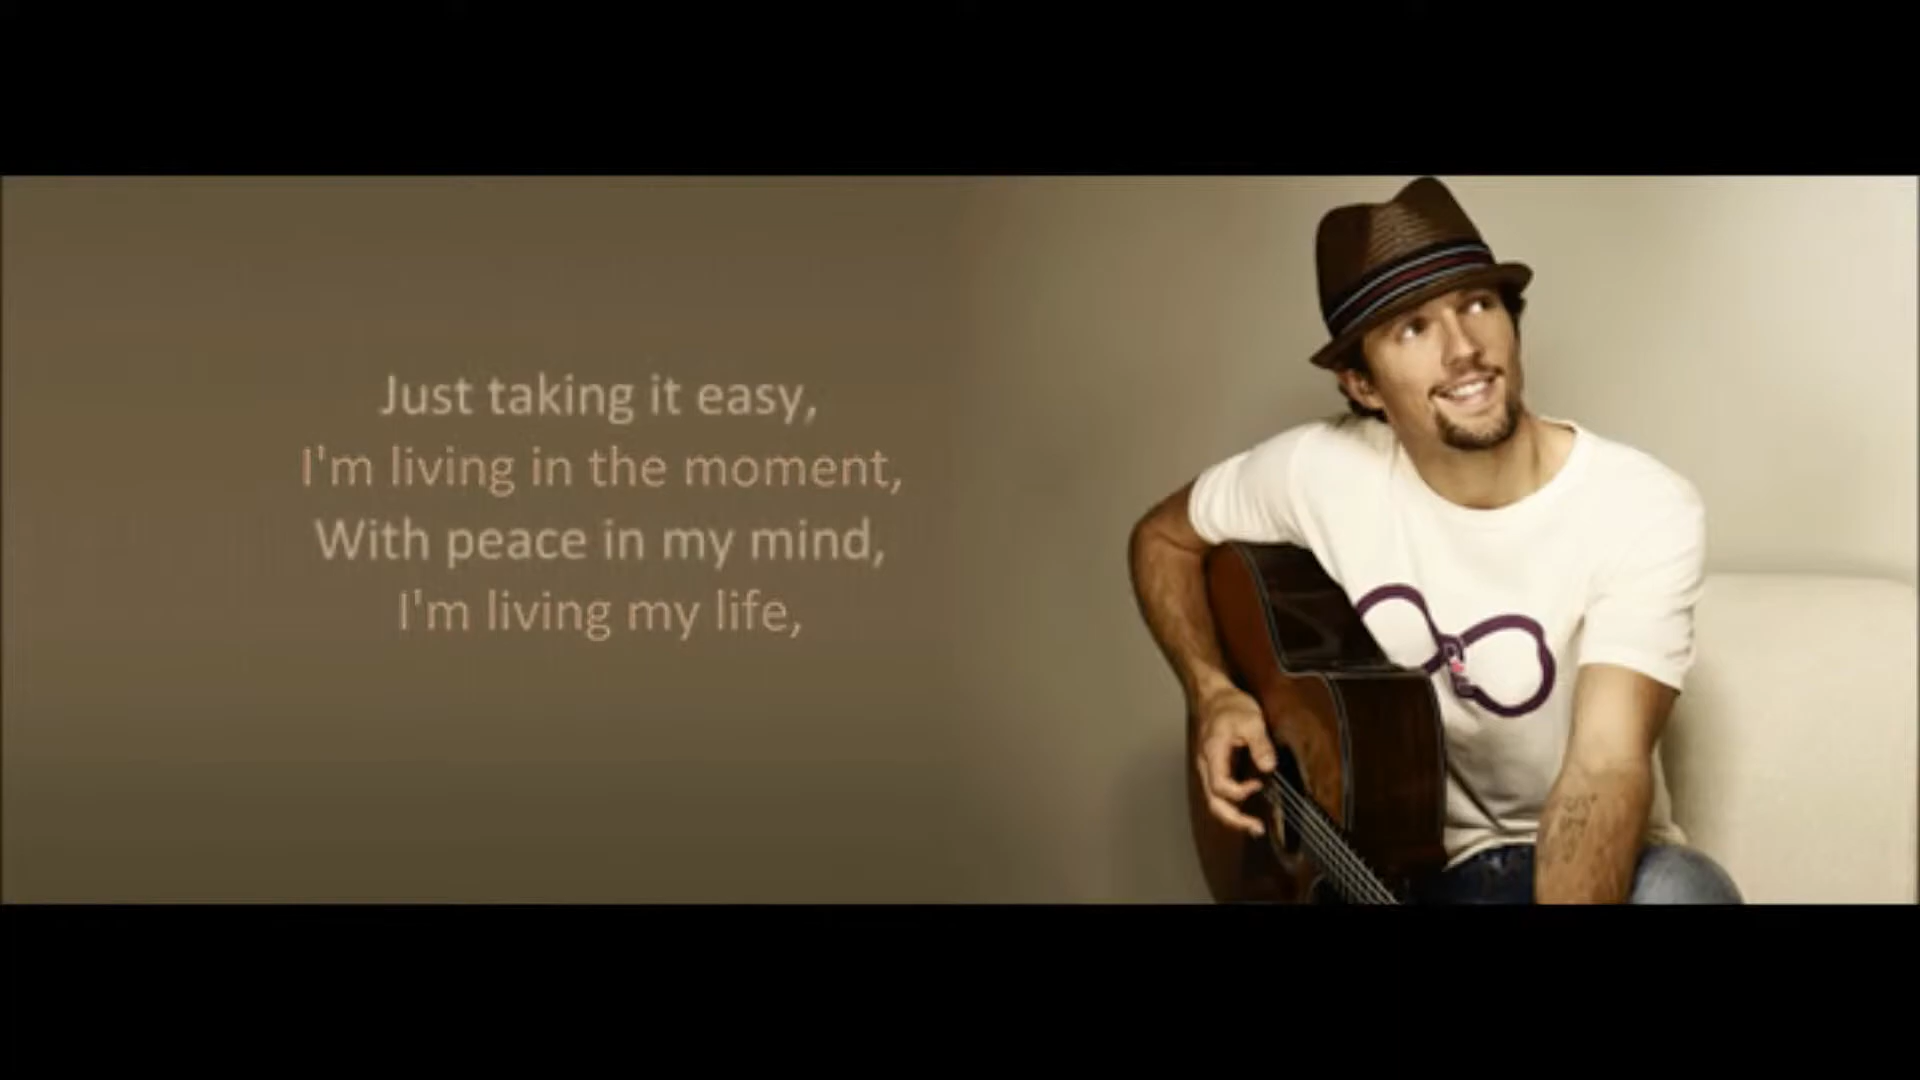 Just taking it easy,
I'm living in the moment,
With peace in my mind,
I'm living my life,